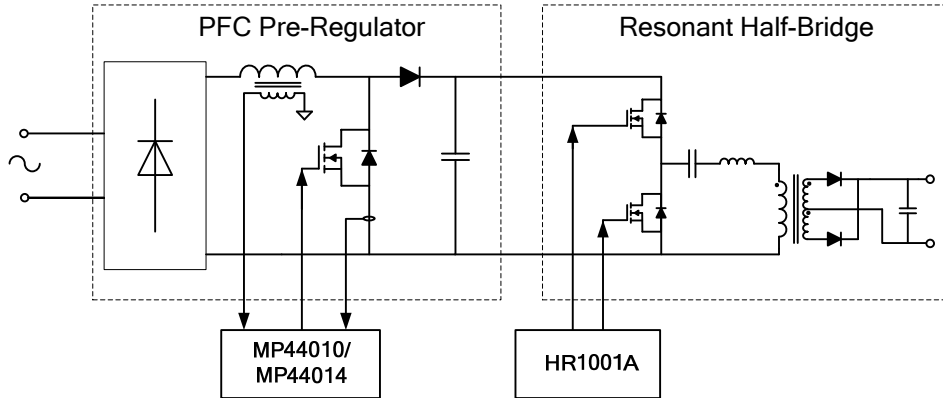 PFC Pre-Regulator
Resonant Half-Bridge
MP44010/
MP44014
HR1001A